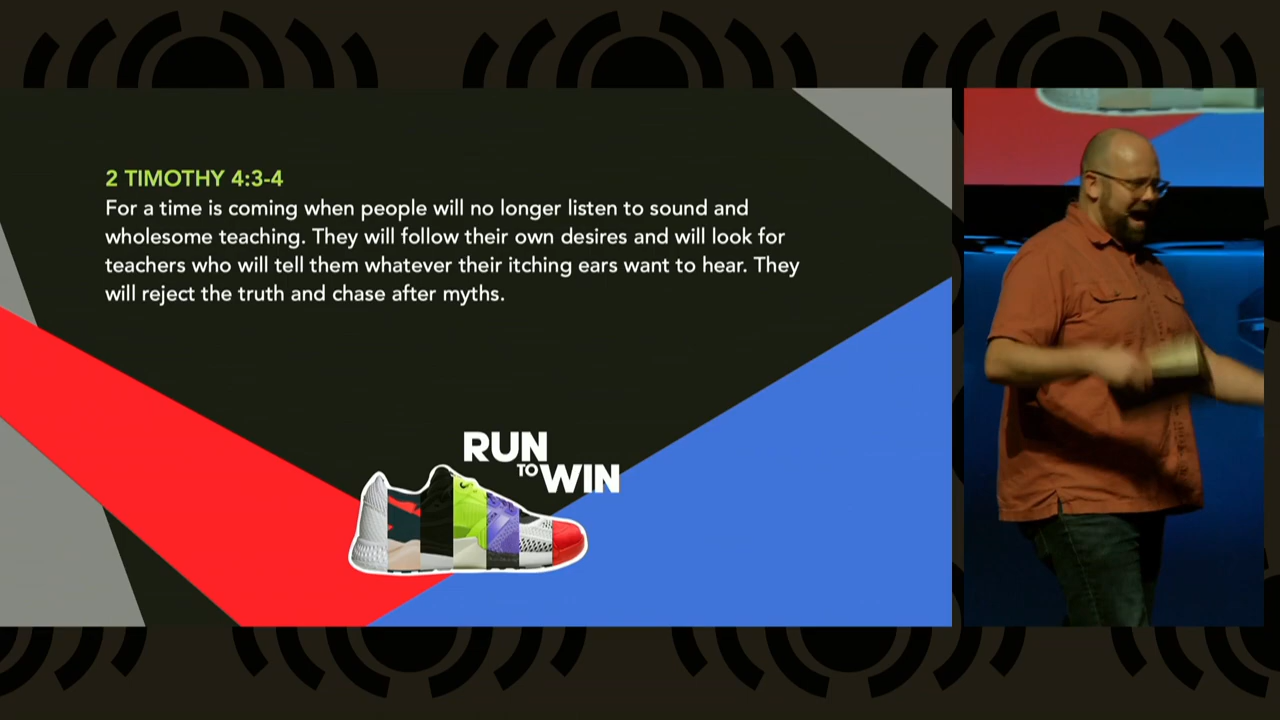 2 TIMOTHY 4:3-4
For a time is coming when people will no longer listen to sound and
wholesome teaching. They will follow their own desires and will look for
teachers who will tell them whatever their itching ears want to hear. They
will reject the truth and chase after myths.
RUN
TO WIN